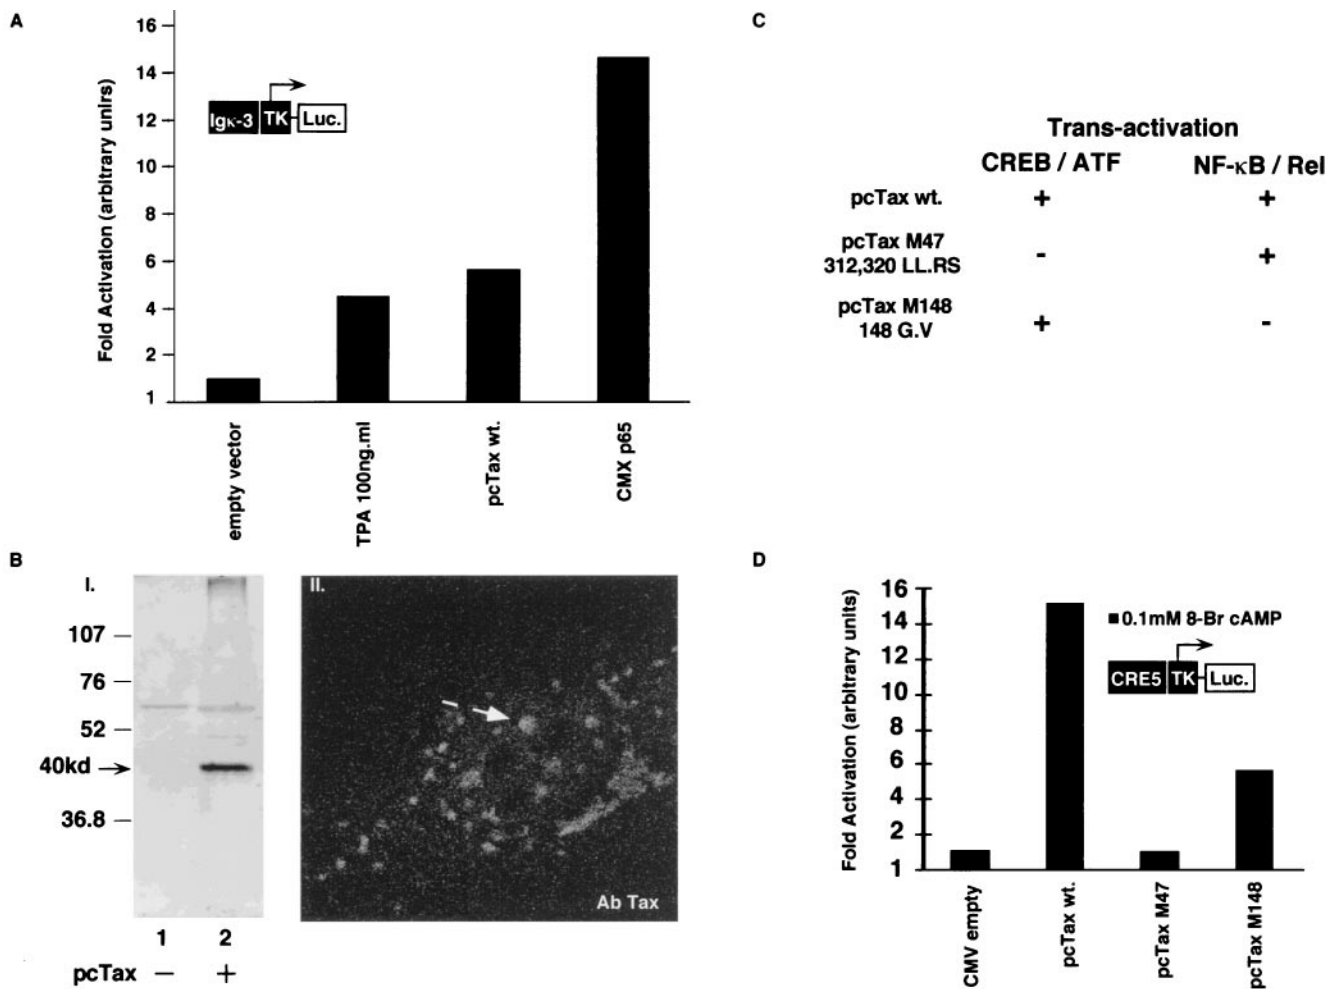 A
16
14
12
10
8
6
4
2
1
Fold Activation (arbitrary unirs)
Igκ-3 TK Luc.
empty vector
TPA 100ng.ml
pcTax wt.
CMX p65
C
Trans-activation
CREB / ATF NF-κB / Rel
pcTax wt. + +
pcTax M47
312,320 LL.RS - +
pcTax M148
148 G.V + -
B
I.
107
76
52
40kd
36.8
1 2
pcTax — +
II.
Ab Tax
D
16
14
12
10
8
6
4
2
1
Fold Activation (arbitrary units)
0.1mM 8-Br cAMP
CRE5 TK Luc.
CMV empty
pcTax wt.
pcTax M47
pcTax M148